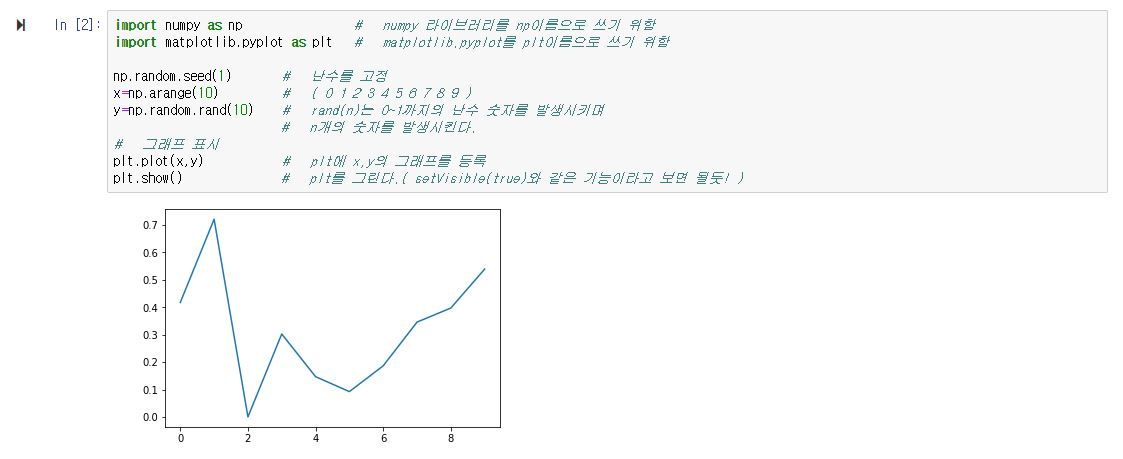 In [2]:
import numpy as np # numpy 라이브러리를 np이름으로 쓰기 위함
import matplotlib.pyplot as plt # matplotlib.pyplot를 plt이름으로 쓰기 위함
np.random.seed(1) # 난수를 고정
x=np.arange(10) # ( 0 1 2 3 4 5 6 7 8 9 )
y=np.random.rand(10) # rand(n)는 0~1까지의 난수 숫자를 발생시키며
# n개의 숫자를 발생시킨다.
# 그래프 표시
plt.plot(x,y) # plt에 x,y의 그래프를 등록
plt.show() # plt를 그린다.( setVisible(true)와 같은 기능이라고 보면 될듯! )
0.7
0.6
0.5
0.4
0.3
0.2
0.1
0.0
0 2 4 6 8